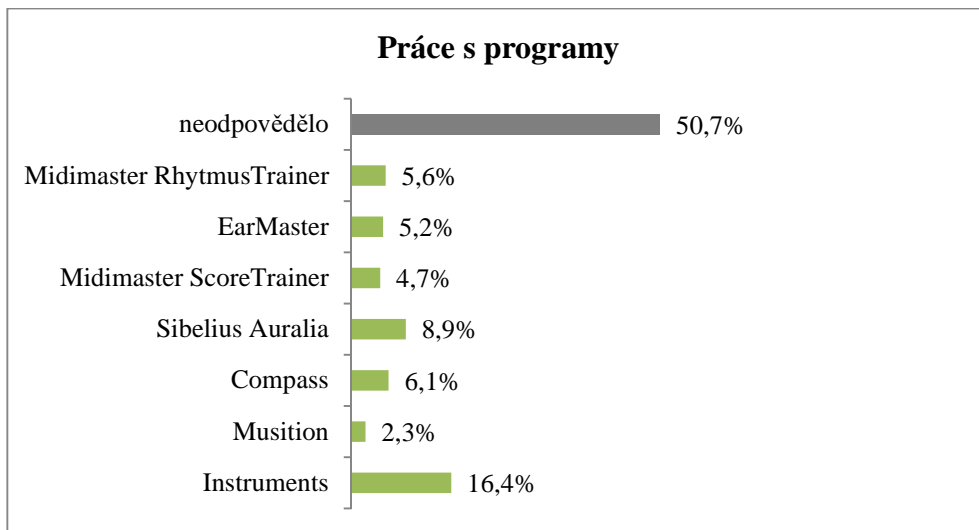 Práce s programy
neodpovědělo 50,7%
Midimaster RhytmusTrainer 5,6%
EarMaster 5,2%
Midimaster ScoreTrainer 4,7%
Sibelius Auralia 8,9%
Compass 6,1%
Musition 2,3%
Instruments 16,4%